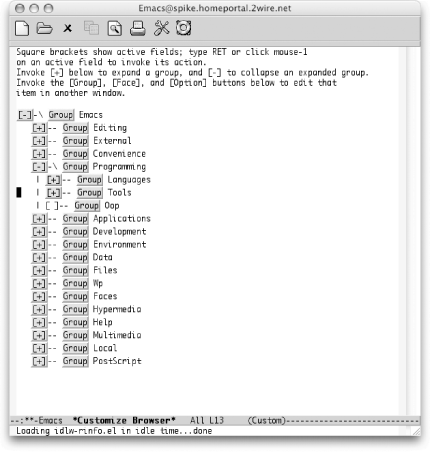 Emacs@spike.homeportal.2wire.net
Square brackets show active fields; type RET or click mouse-1
on an active field to invoke its action.
Invoke [+] below to expand a group, and [-] to collapse an expanded group.
Invoke the [Group], [Face], and [Option] buttons below to edit that
item in another window.
[-]-\ Group Emacs
[+]-- Group Editing
[+]-- Group External
[+]-- Group Convenience
[-]-\ Group Programming
| [+]-- Group Languages
| [+]-- Group Tools
| [ ]-- Group Oop
[+]-- Group Applications
[+]-- Group Development
[+]-- Group Environment
[+]-- Group Data
[+]-- Group Files
[+]-- Group Wp
[+]-- Group Faces
[+]-- Group Hypermedia
[+]-- Group Help
[+]-- Group Multimedia
[+]-- Group Local
[+]-- Group PostScript
--:**-Emacs *Customize Browser* All L13 (Custom)---------------------------
Loading idlw-rinfo.el in idle time...done